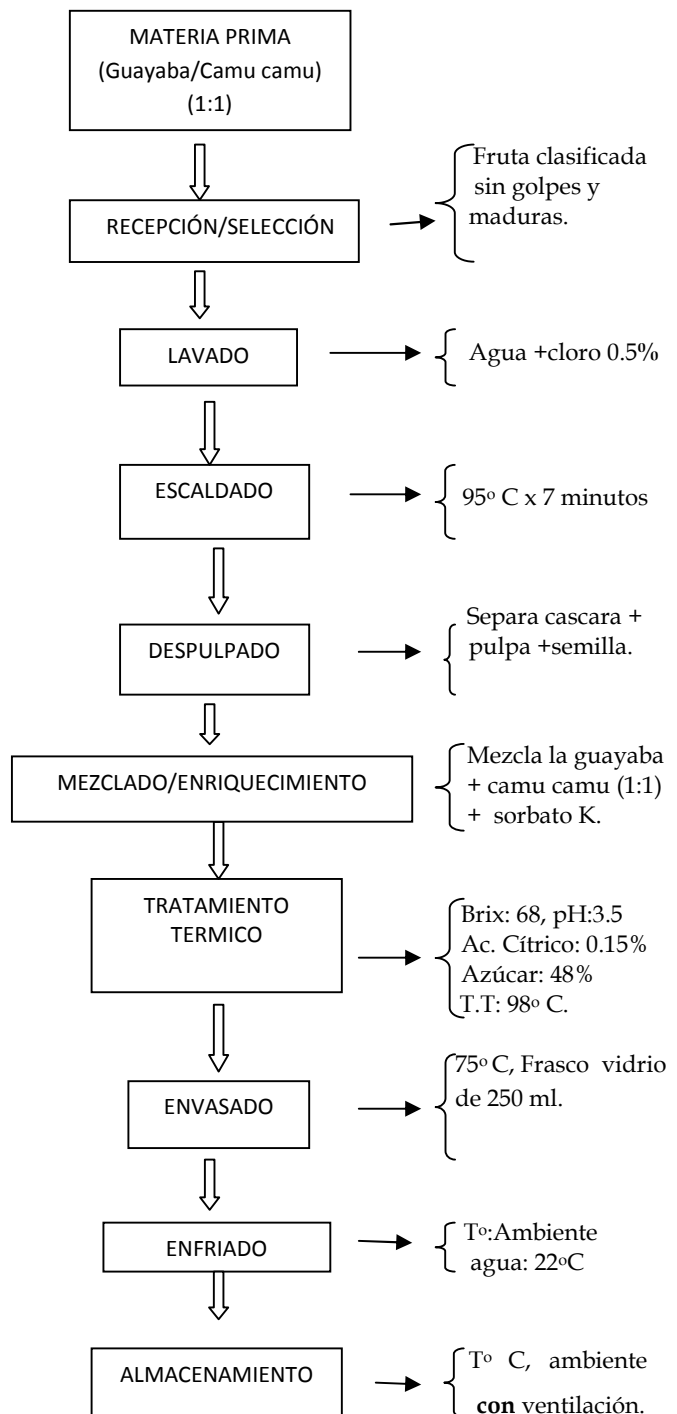 MATERIA PRIMA
(Guayaba/Camu camu)
(1:1)
RECEPCIÓN/SELECCIÓN
Fruta clasificada
sin golpes y
maduras.
LAVADO
Agua +cloro 0.5%
ESCALDADO
95º C x 7 minutos
DESPULPADO
Separa cascara +
pulpa +semilla.
MEZCLADO/ENRIQUECIMIENTO
Mezcla la guayaba
+ camu camu (1:1)
+ sorbato K.
TRATAMIENTO
TERMICO
Brix: 68, pH:3.5
Ac. Cítrico: 0.15%
Azúcar: 48%
T.T: 98º C.
ENVASADO
75º C, Frasco vidrio
de 250 ml.
ENFRIADO
Tº:Ambiente
agua: 22ºC
ALMACENAMIENTO
Tº C, ambiente
con ventilación.